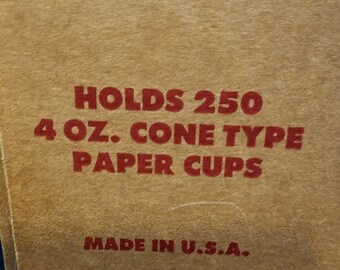 HOLDS 250
4 OZ. CONE TYPE
PAPER CUPS
MADE IN U.S.A.